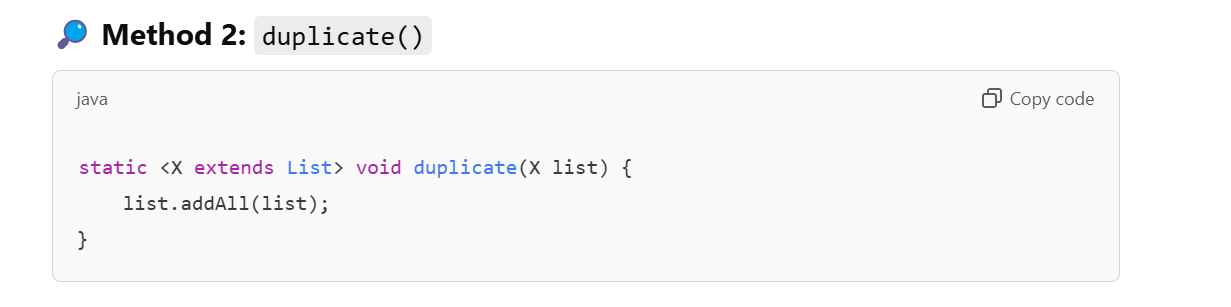 🔎 Method 2: duplicate()
java Copy code
static <X extends List> void duplicate(X list) {
    list.addAll(list);
}